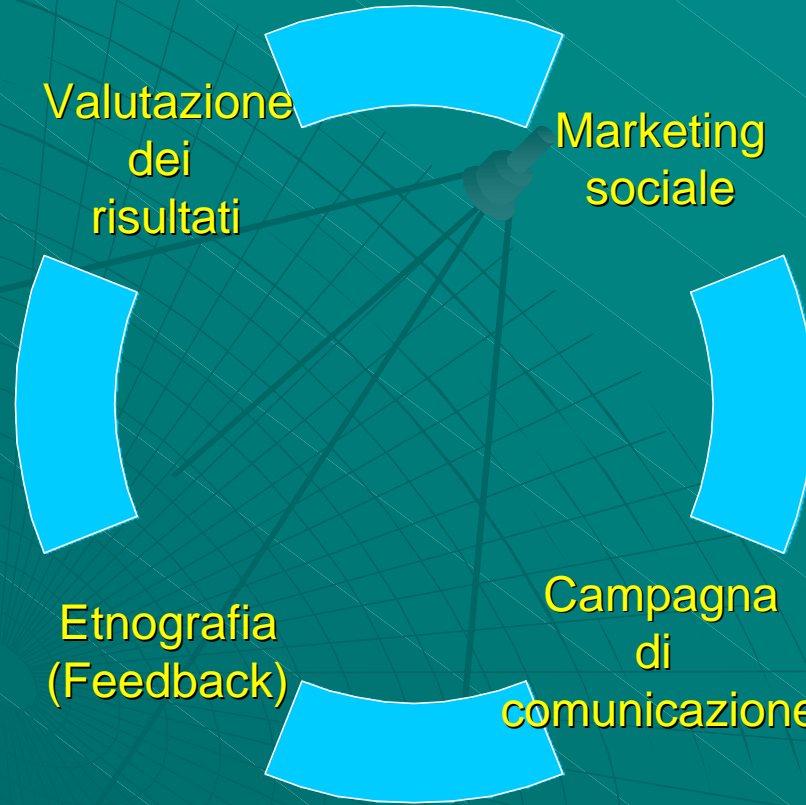 Valutazione
dei
risultati
Marketing
sociale
Etnografia
(Feedback)
Campagna
di
comunicazione